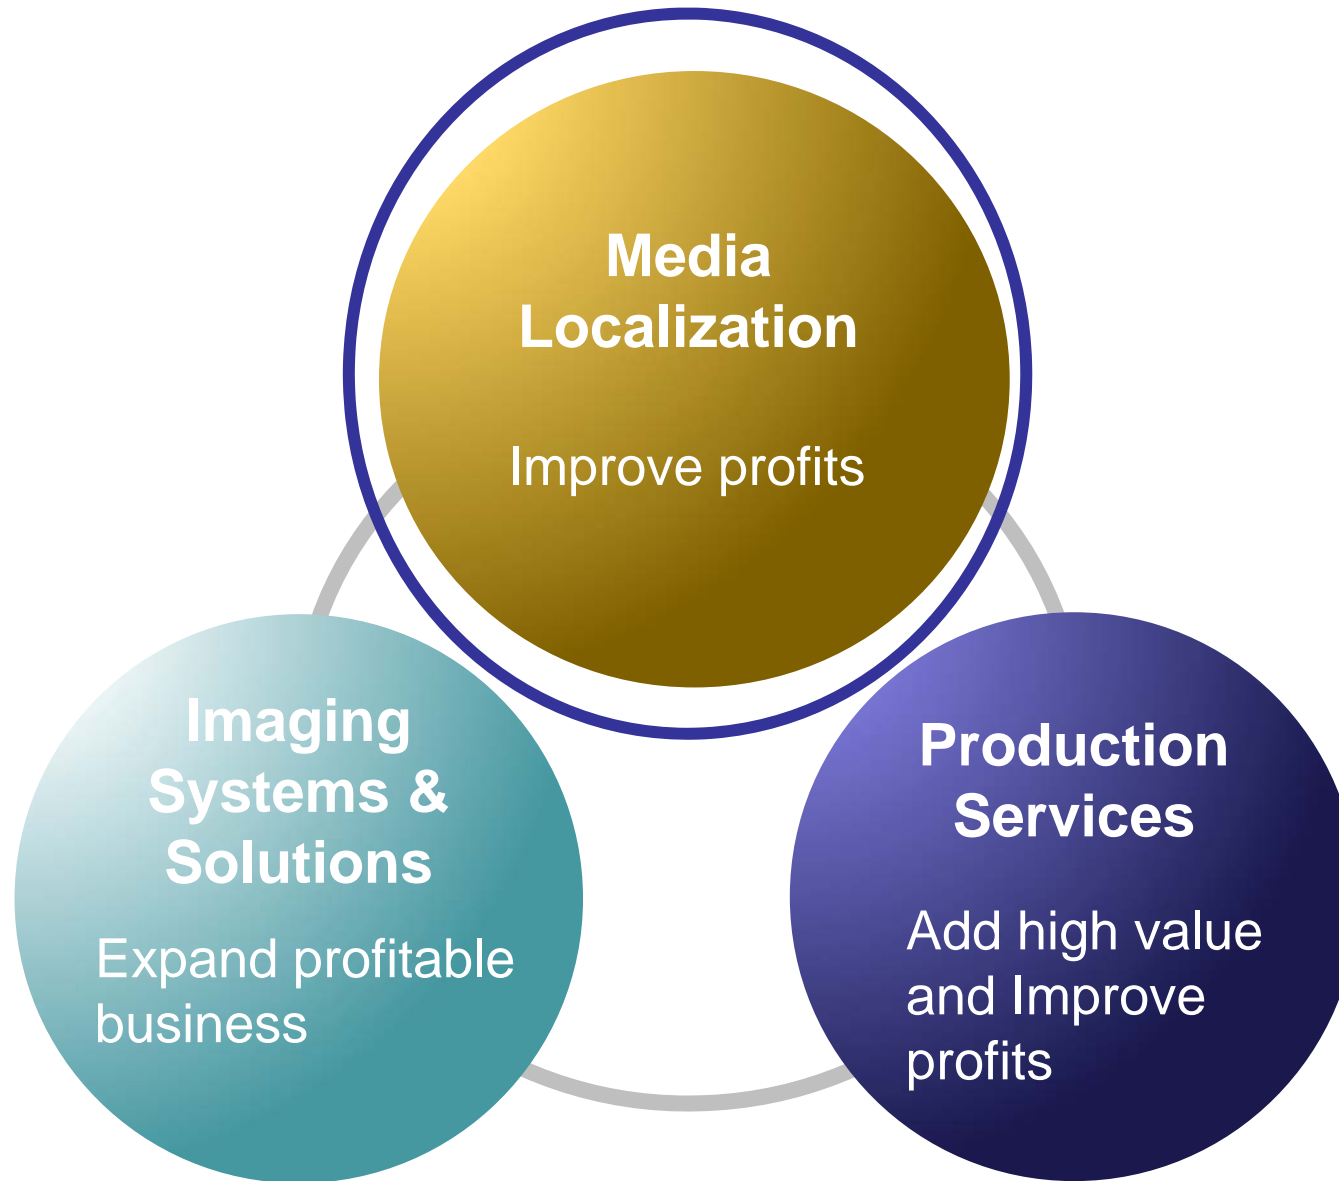 Media
Localization
Improve profits
Imaging
Systems &
Solutions
Expand profitable
business
Production
Services
Add high value
and Improve
profits